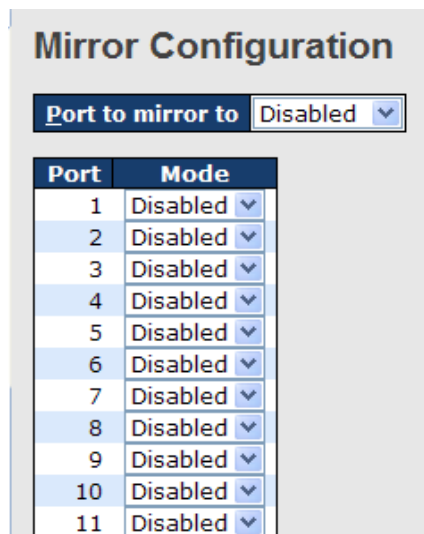 Mirror Configuration
Port to mirror to Disabled
Port Mode
1 Disabled
2 Disabled
3 Disabled
4 Disabled
5 Disabled
6 Disabled
7 Disabled
8 Disabled
9 Disabled
10 Disabled
11 Disabled